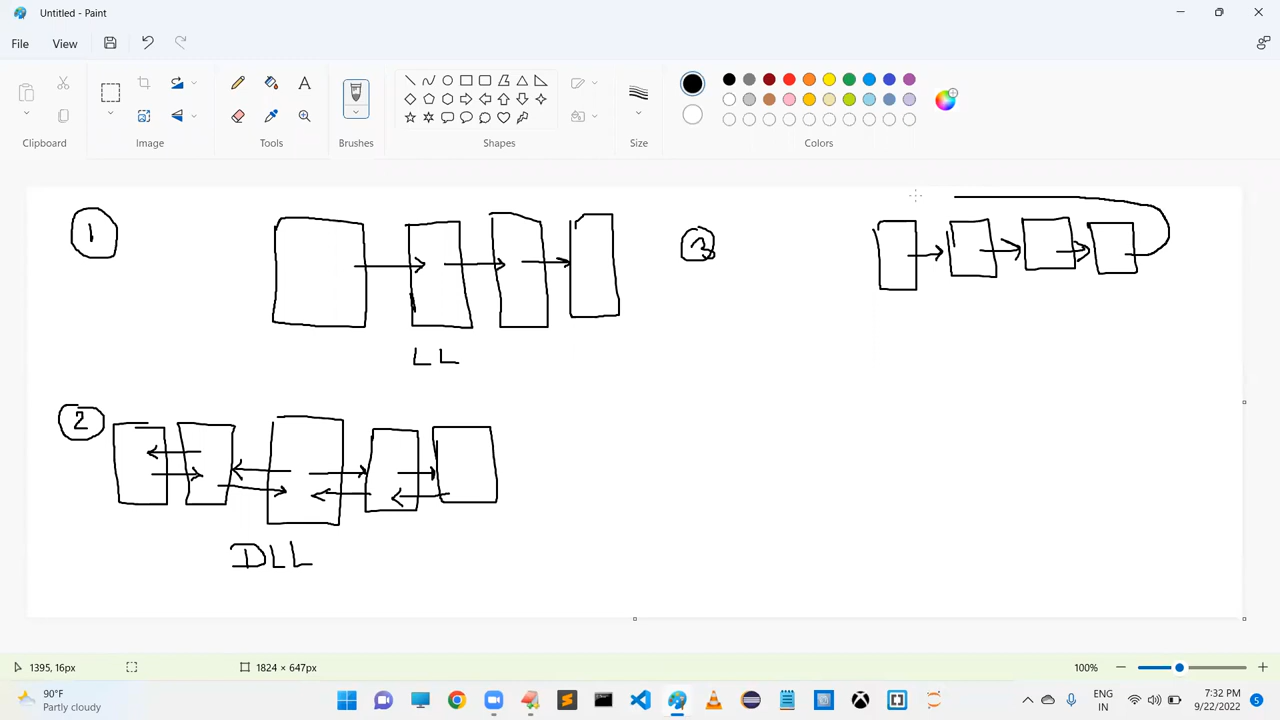 Untitled - Paint
File View
Clipboard Image Tools Brushes Shapes Size Colors
1
3
LL
2
DLL
1395, 16px 1824 × 647px 100%
90°F
Partly cloudy
ENG
IN
7:32 PM
9/22/2022
5